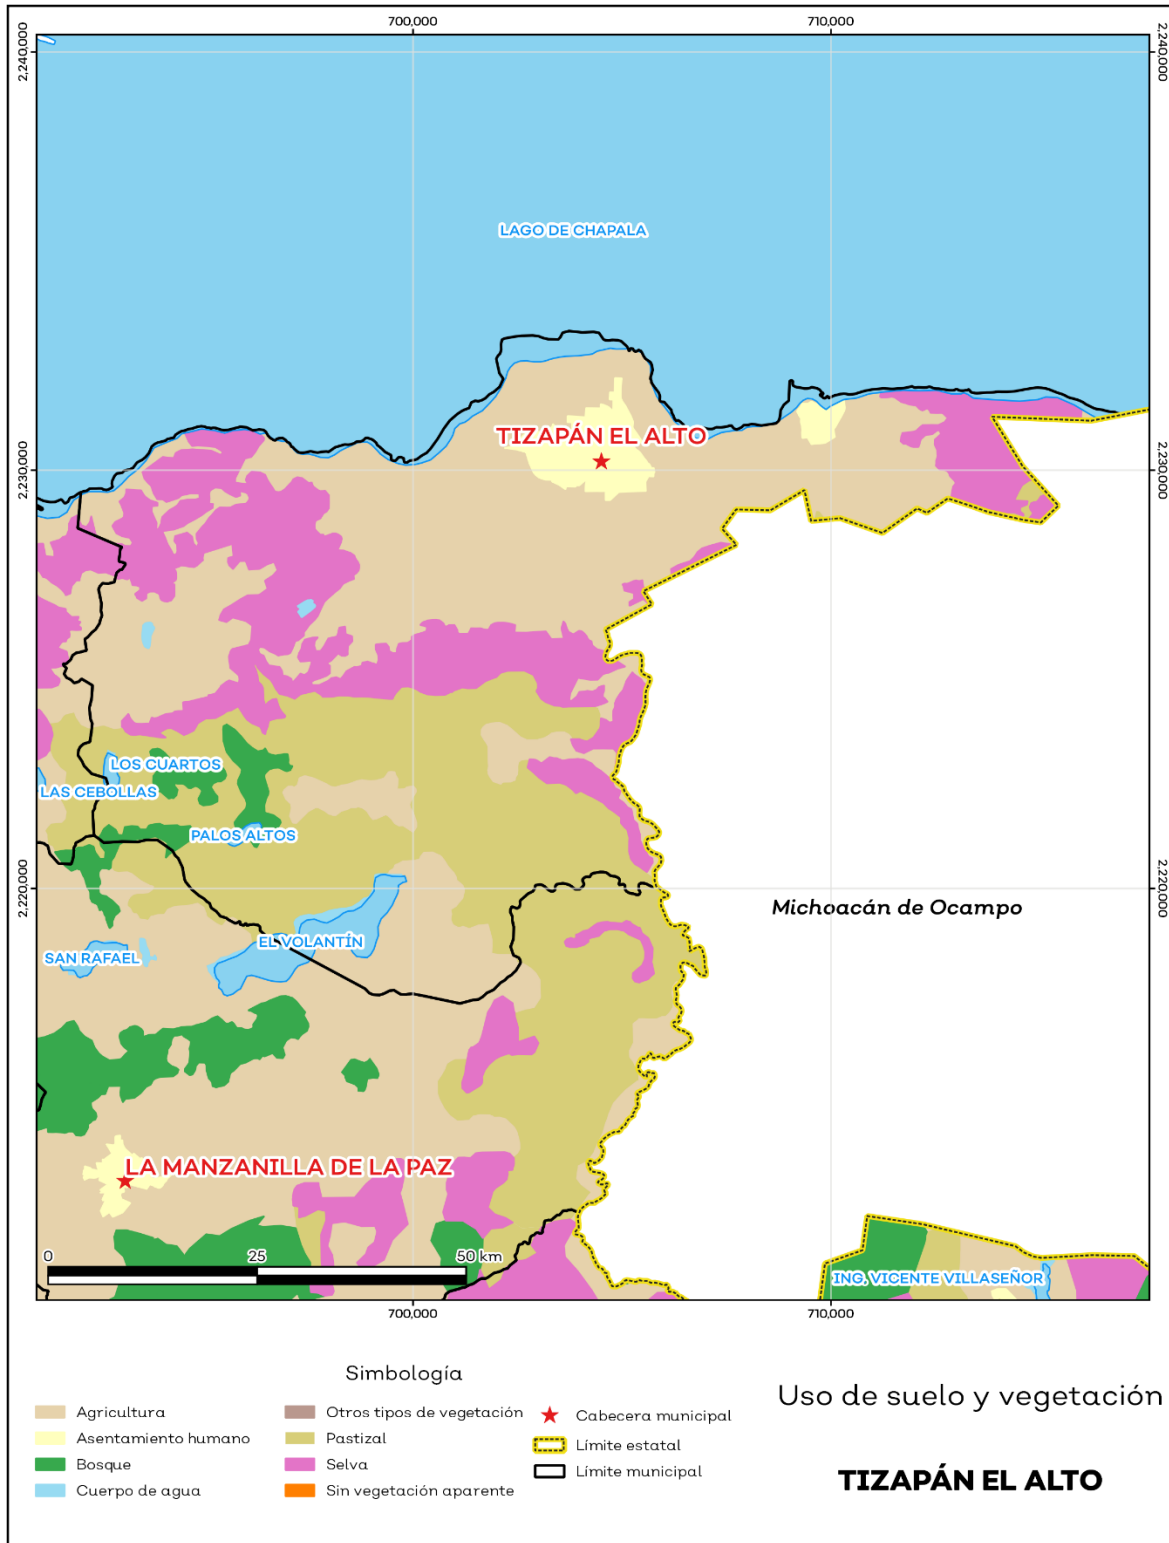 700,000
710,000
2,240,000
2,240,000
LAGO DE CHAPALA
TIZAPÁN EL ALTO
2,230,000
2,230,000
LOS CUARTOS
LAS CEBOLLAS
PALOS ALTOS
2,220,000
2,220,000
Michoacán de Ocampo
EL VOLANTÍN
SAN RAFAEL
LA MANZANILLA DE LA PAZ
0
25
50 km
ING. VICENTE VILLASEÑOR
700,000
710,000
Simbología
Agricultura
Asentamiento humano
Bosque
Cuerpo de agua
Otros tipos de vegetación
Pastizal
Selva
Sin vegetación aparente
Cabecera municipal
Límite estatal
Límite municipal
Uso de suelo y vegetación
TIZAPÁN EL ALTO